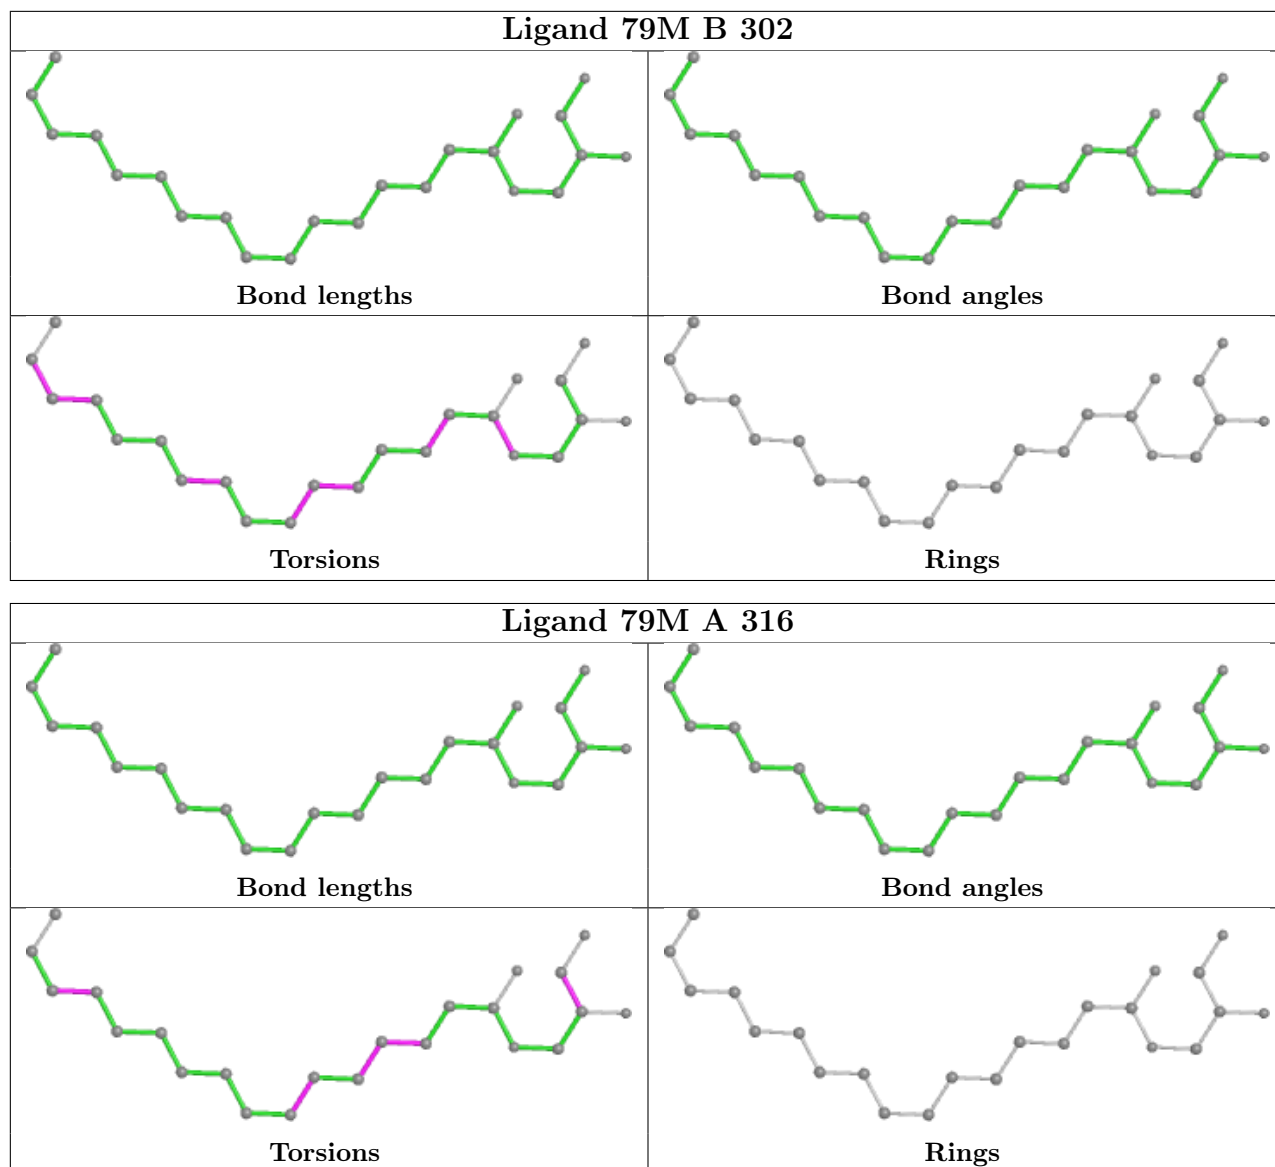 Ligand 79M B 302
Bond lengths
Bond angles
Torsions
Rings
Ligand 79M A 316
Bond lengths
Bond angles
Torsions
Rings